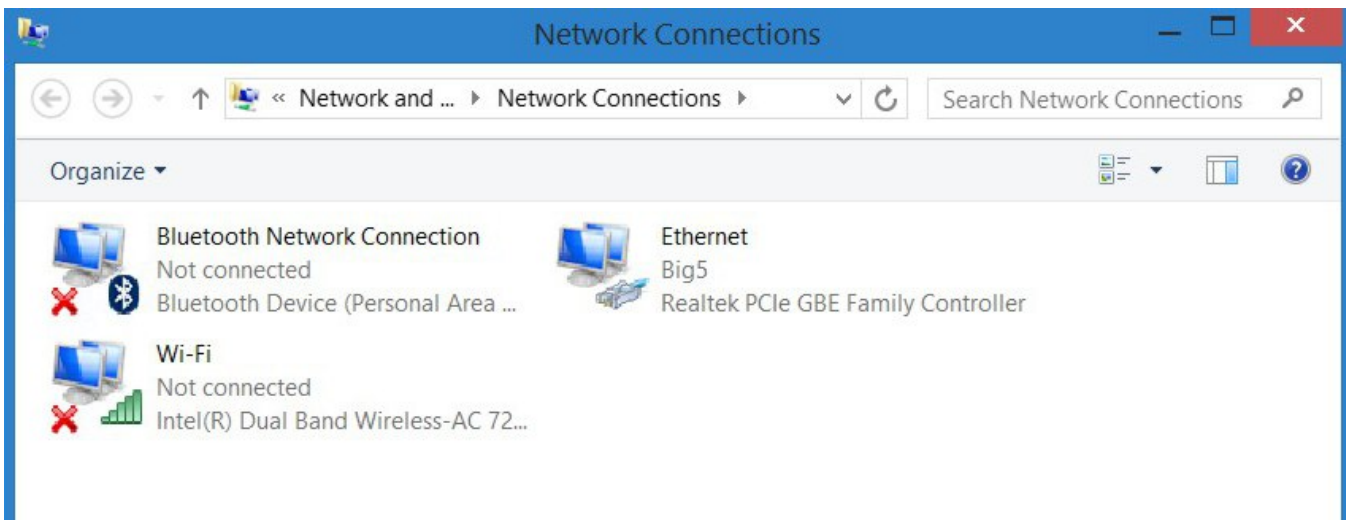 Network Connections
« Network and ... Network Connections
Search Network Connections
Organize
Bluetooth Network Connection
Not connected
Bluetooth Device (Personal Area ...
Ethernet
Big5
Realtek PCIe GBE Family Controller
Wi-Fi
Not connected
Intel(R) Dual Band Wireless-AC 72...